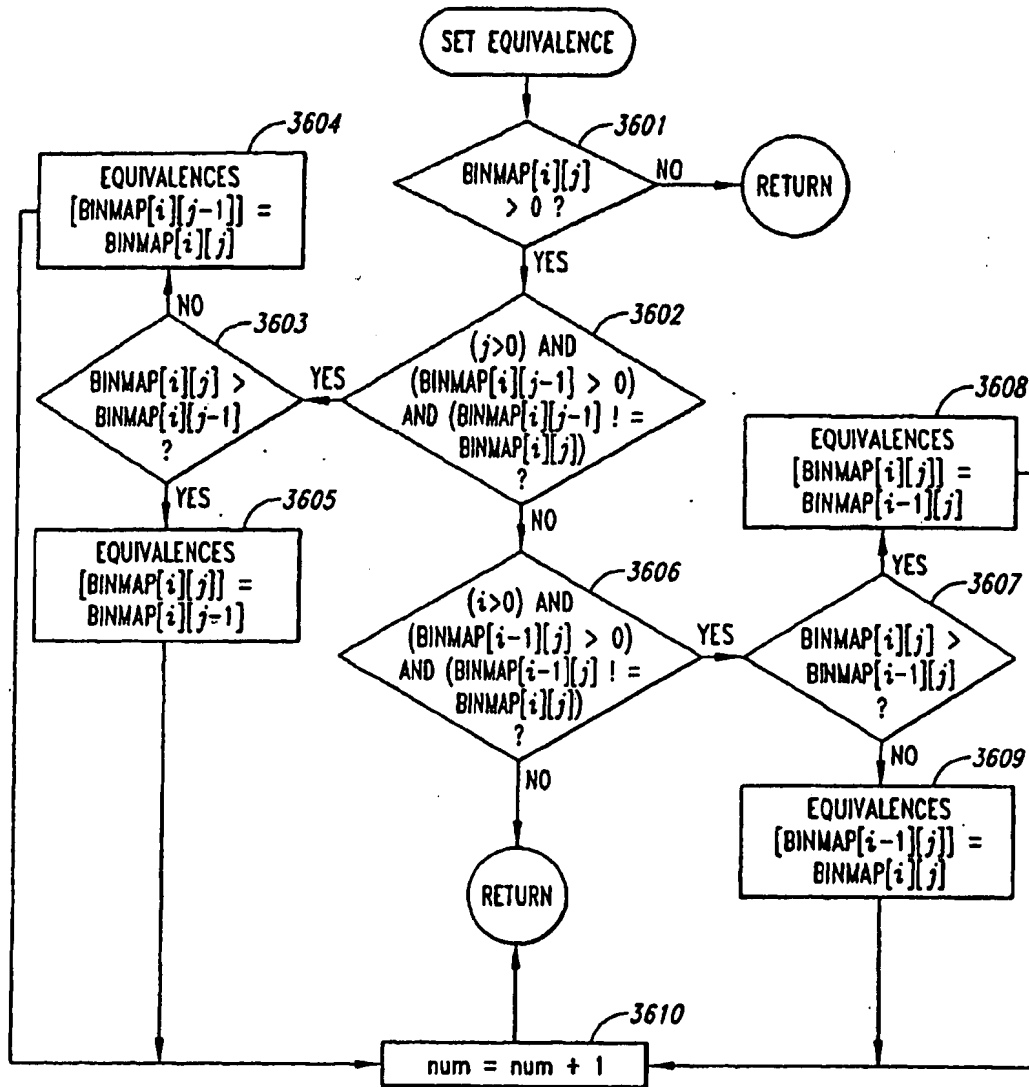 SET EQUIVALENCE
3601
BINMAP[i][j]
> 0 ?
NO
RETURN
YES
3602
(j>0) AND
(BINMAP[i][j-1] > 0)
AND (BINMAP[i][j-1] ! =
BINMAP[i][j])
?
YES
NO
3603
BINMAP[i][j] >
BINMAP[i][j-1]
?
NO
YES
3604
EQUIVALENCES
[BINMAP[i][j-1]] =
BINMAP[i][j]
3605
EQUIVALENCES
[BINMAP[i][j]] =
BINMAP[i][j-1]
3606
(i>0) AND
(BINMAP[i-1][j] > 0)
AND (BINMAP[i-1][j] ! =
BINMAP[i][j])
?
YES
NO
RETURN
3607
BINMAP[i][j] >
BINMAP[i-1][j]
?
YES
NO
3608
EQUIVALENCES
[BINMAP[i][j]] =
BINMAP[i-1][j]
3609
EQUIVALENCES
[BINMAP[i-1][j]] =
BINMAP[i][j]
3610
num = num + 1